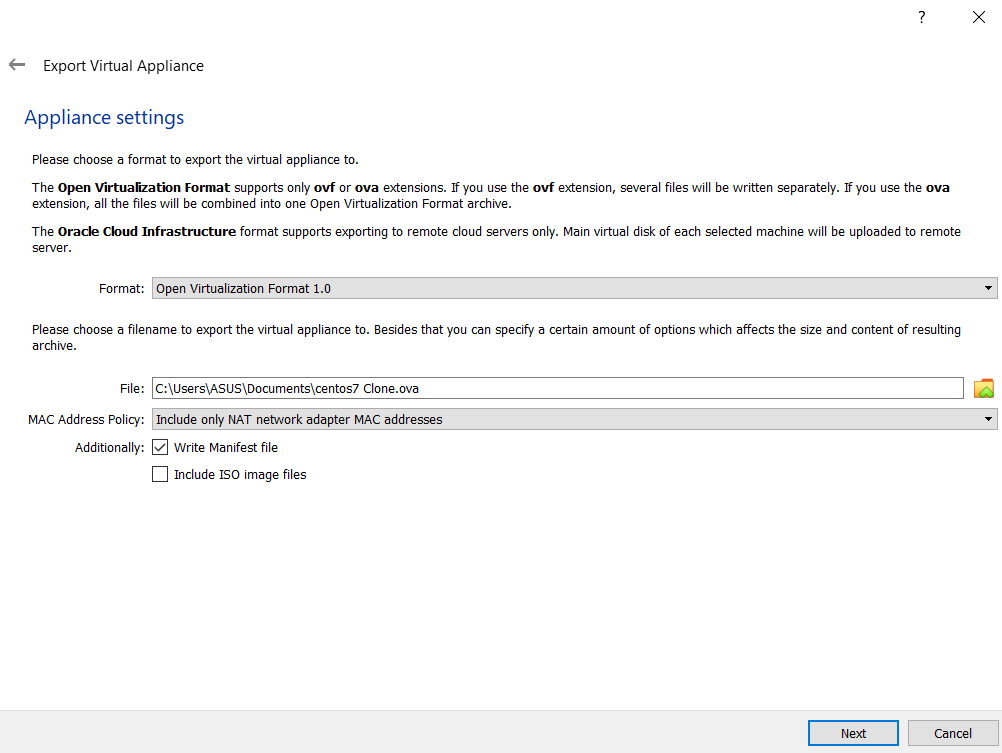 ?
Export Virtual Appliance
Appliance settings
Please choose a format to export the virtual appliance to.
The Open Virtualization Format supports only ovf or ova extensions. If you use the ovf extension, several files will be written separately. If you use the ova
extension, all the files will be combined into one Open Virtualization Format archive.
The Oracle Cloud Infrastructure format supports exporting to remote cloud servers only. Main virtual disk of each selected machine will be uploaded to remote
server.
Format: Open Virtualization Format 1.0
Please choose a filename to export the virtual appliance to. Besides that you can specify a certain amount of options which affects the size and content of resulting
archive.
File: C:\Users\ASUS\Documents\centos7 Clone.ova
MAC Address Policy: Include only NAT network adapter MAC addresses
Additionally: Write Manifest file
Include ISO image files
Next Cancel